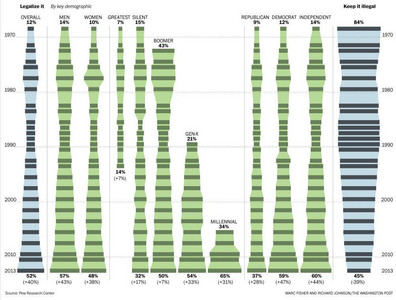 Legalize it By key demographic Keep it illegal
OVERALL MEN WOMEN GREATEST SILENT REPUBLICAN DEMOCRAT INDEPENDENT
12% 14% 10% 7% 15% 9% 12% 14% 84%
1970 1970
BOOMER
43%
1980 1980
GEN X
21%
1990 1990
14%
(+7%)
2000 2000
MILLENNIAL
34%
2010 2010
2013 2013
52% 57% 48% 32% 50% 54% 65% 37% 59% 60% 45%
(+40%) (+43%) (+38%) (+17%) (+7%) (+33%) (+31%) (+28%) (+47%) (+44%) (-39%)
Source: Pew Research Center MARC FISHER AND RICHARD JOHNSON/THE WASHINGTON POST